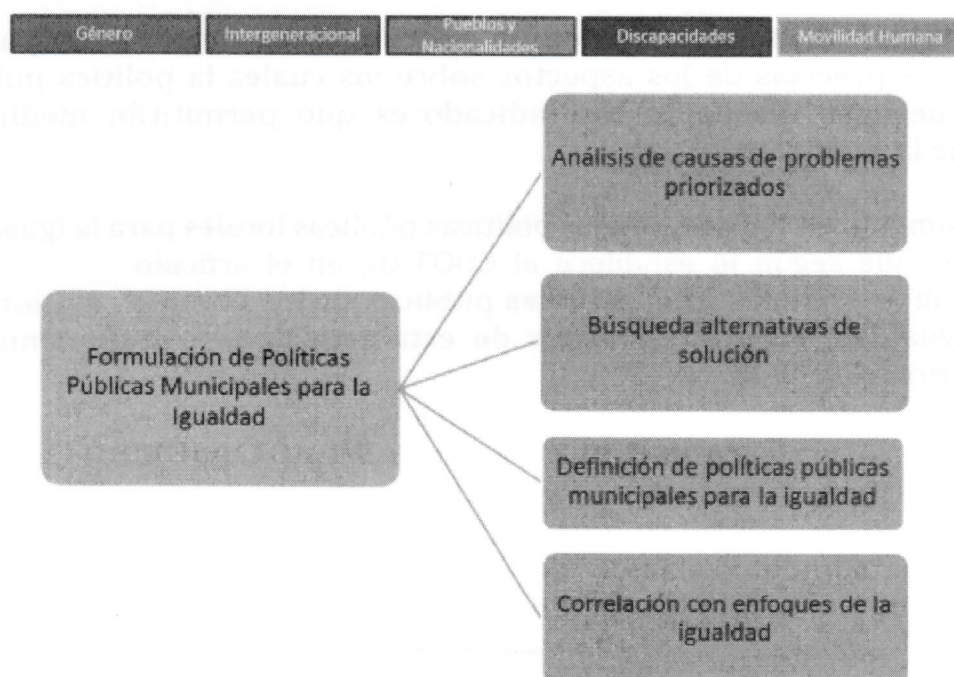 Género
Intergeneracional
Pueblos y
Nacionalidades
Discapacidades
Movilidad Humana
Análisis de causas de problemas
priorizados
Búsqueda alternativas de
solución
Formulación de Políticas
Públicas Municipales para la
Igualdad
Definición de políticas públicas
municipales para la igualdad
Correlación con enfoques de la
igualdad